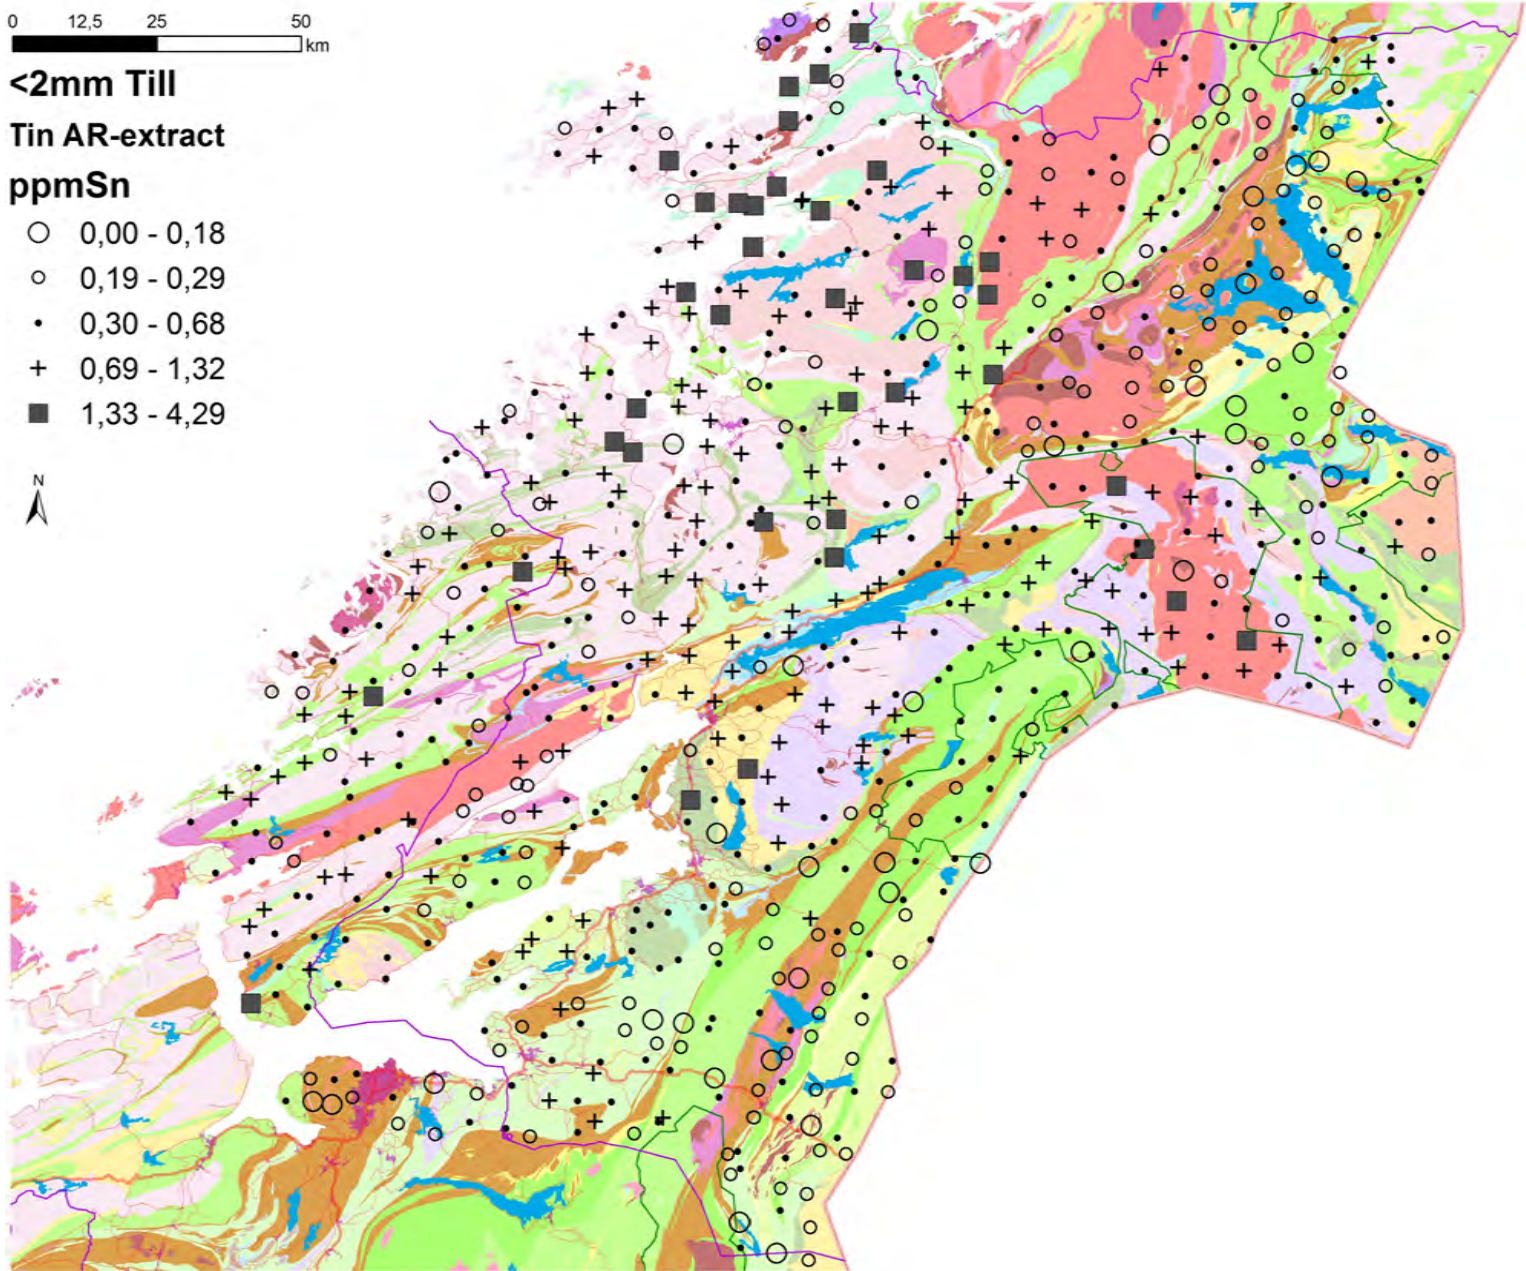 0 12,5 25 50
km
<2mm Till
Tin AR-extract
ppmSn
0,00 - 0,18
0,19 - 0,29
0,30 - 0,68
0,69 - 1,32
1,33 - 4,29
N